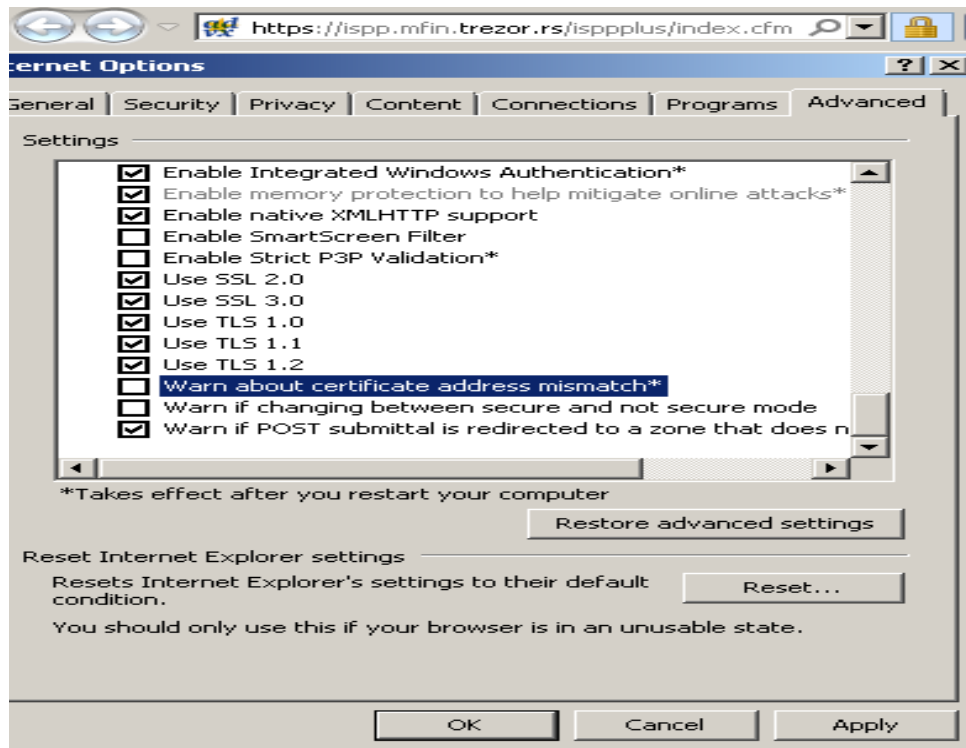 https://ispp.mfin.trezor.rs/isppplus/index.cfm
ternet Options
General Security Privacy Content Connections Programs Advanced
Settings
Enable Integrated Windows Authentication*
Enable memory protection to help mitigate online attacks*
Enable native XMLHTTP support
Enable SmartScreen Filter
Enable Strict P3P Validation*
Use SSL 2.0
Use SSL 3.0
Use TLS 1.0
Use TLS 1.1
Use TLS 1.2
Warn about certificate address mismatch*
Warn if changing between secure and not secure mode
Warn if POST submittal is redirected to a zone that does n
*Takes effect after you restart your computer
Restore advanced settings
Reset Internet Explorer settings
Resets Internet Explorer's settings to their default
condition.
Reset...
You should only use this if your browser is in an unusable state.
OK Cancel Apply